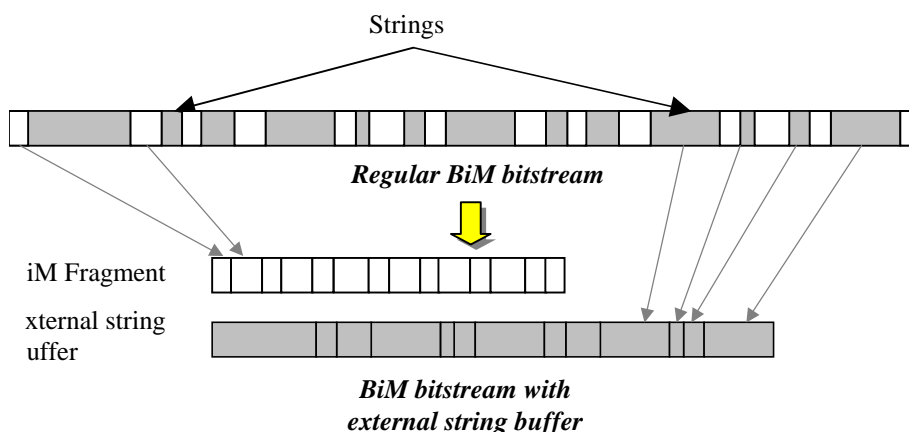 Strings
Regular BiM bitstream
iM Fragment
xternal string
uffer
BiM bitstream with
external string buffer